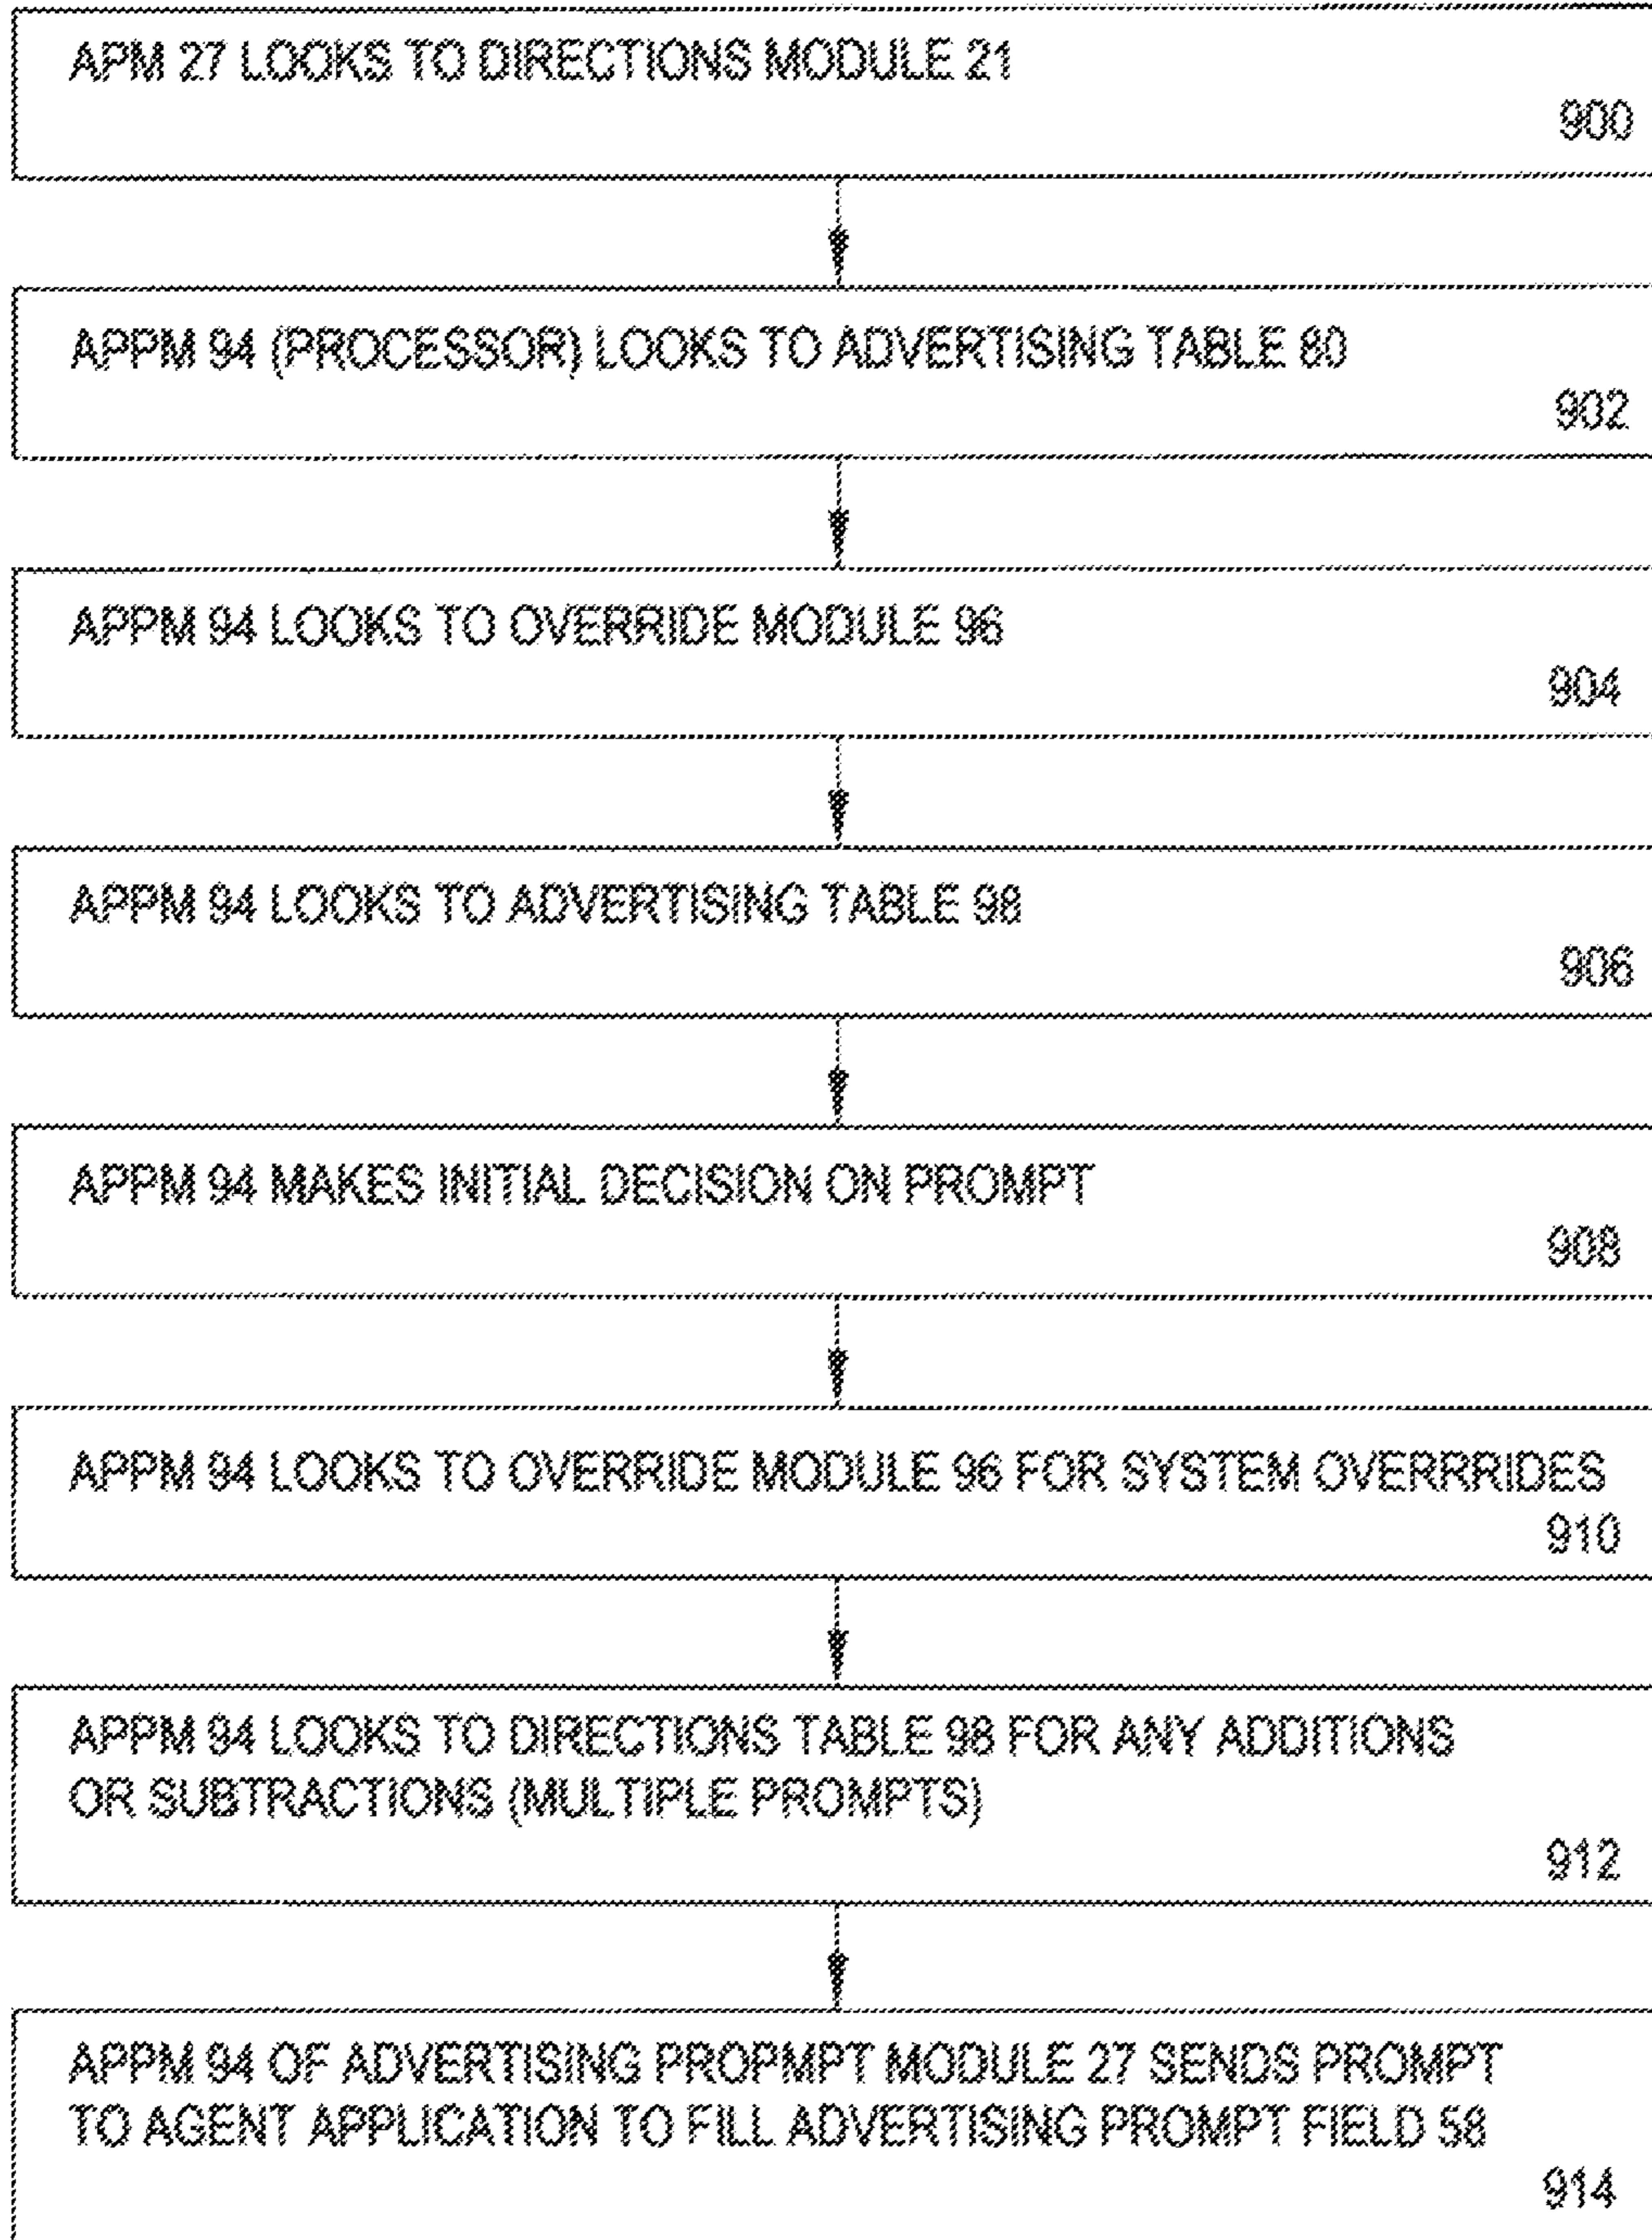 APM 27 LOOKS TO DIRECTIONS MODULE 21
900
APPM 94 (PROCESSOR) LOOKS TO ADVERTISING TABLE 80
902
APPM 94 LOOKS TO OVERRIDE MODULE 96
904
APPM 94 LOOKS TO ADVERTISING TABLE 98
906
APPM 94 MAKES INITIAL DECISION ON PROMPT
908
APPM 94 LOOKS TO OVERRIDE MODULE 96 FOR SYSTEM OVERRRIDES
910
APPM 94 LOOKS TO DIRECTIONS TABLE 98 FOR ANY ADDITIONS
OR SUBTRACTIONS (MULTIPLE PROMPTS)
912
APPM 94 OF ADVERTISING PROPMPT MODULE 27 SENDS PROMPT
TO AGENT APPLICATION TO FILL ADVERTISING PROMPT FIELD 58
914